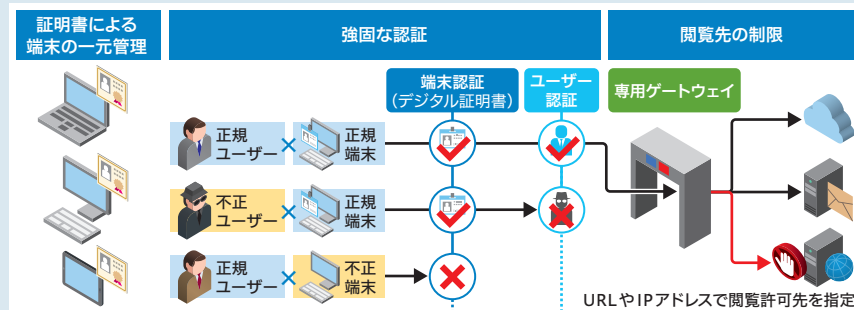 証明書による
端末の一元管理
強固な認証
閲覧先の制限
端末認証
(デジタル証明書)
ユーザー
認証
専用ゲートウェイ
正規
ユーザー
×
正規
端末
不正
ユーザー
×
正規
端末
正規
ユーザー
×
不正
端末
URLやIPアドレスで閲覧許可先を指定